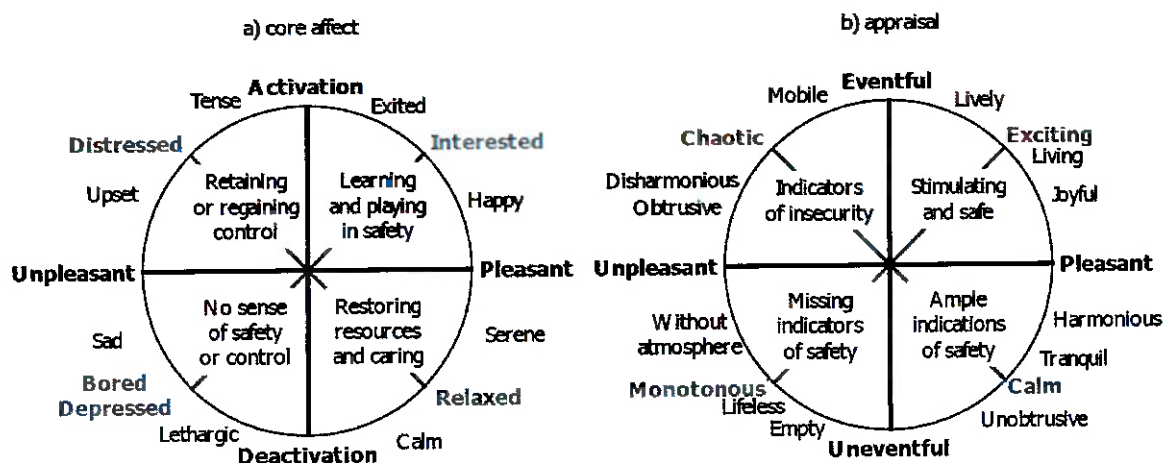 a) core affect
Activation
Tense
Exited
Distressed
Interested
Upset
Retaining
or regaining
control
Learning
and playing
in safety
Happy
Unpleasant
Pleasant
Sad
No sense
of safety
or control
Restoring
resources
and caring
Serene
Bored
Depressed
Relaxed
Lethargic
Calm
Deactivation
b) appraisal
Eventful
Mobile
Lively
Chaotic
Exciting
Living
Disharmonious
Obtrusive
Indicators
of insecurity
Stimulating
and safe
Joyful
Unpleasant
Pleasant
Without
atmosphere
Missing
indicators
of safety
Ample
indications
of safety
Harmonious
Tranquil
Monotonous
Calm
Lifeless
Empty
Unobtrusive
Uneventful